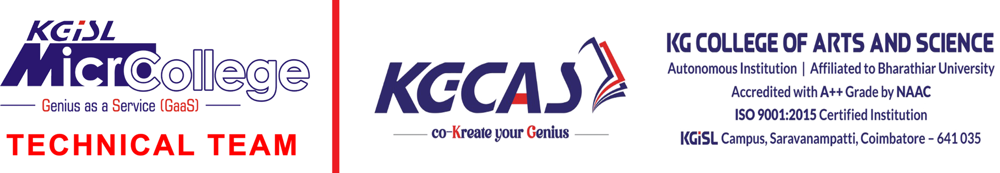 KGiSL
MicroCollege
Genius as a Service (GaaS)
TECHNICAL TEAM
KGCAS
co-Kreate your Genius
KG COLLEGE OF ARTS AND SCIENCE
Autonomous Institution | Affiliated to Bharathiar University
Accredited with A++ Grade by NAAC
ISO 9001:2015 Certified Institution
KGiSL Campus, Saravanampatti, Coimbatore – 641 035